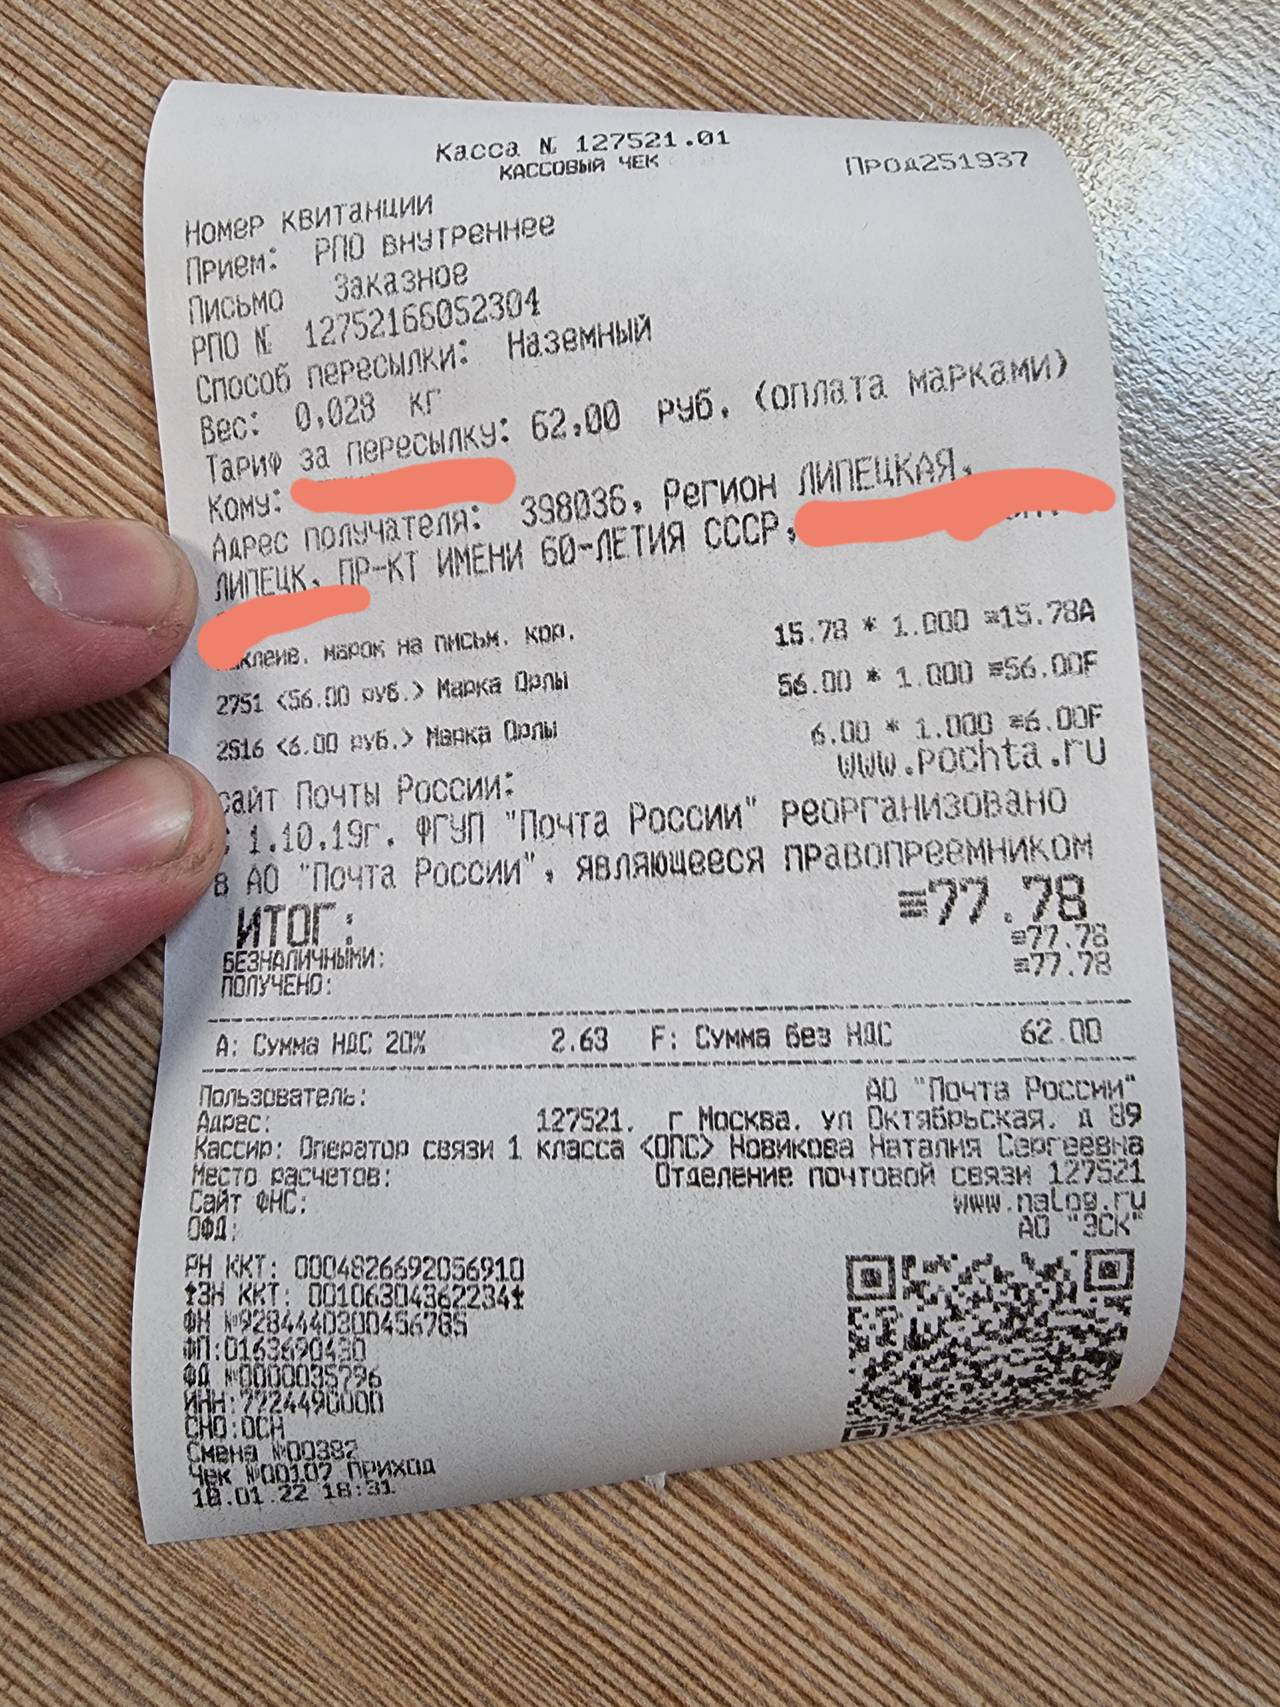 Касса № 127521.01
КАССОВЫЙ ЧЕК
Прод251937
Номер квитанции
Прием: РПО внутреннее
Письмо Заказное
РПО № 12752166052304
Способ пересылки: Наземный
Вес: 0,028 кг
Тариф за пересылку: 62.00 руб. (оплата марками)
Кому:
Адрес получателя: 398036, Регион ЛИПЕЦКАЯ,
ЛИПЕЦК, ПР-КТ ИМЕНИ 60-ЛЕТИЯ СССР,
марок на письм. кор. 15.78 * 1.000 ≡15.78А
2751 <56.00 руб.> Марка Орлы 56.00 * 1.000 ≡56.00F
2516 <6.00 руб.> Марка Орлы 6.00 * 1.000 ≡6.00F
сайт Почты России: www.pochta.ru
1.10.19г. ФГУП "Почта России" реорганизовано
в АО "Почта России", являющееся правопреемником
ИТОГ: ≡77.78
БЕЗНАЛИЧНЫМИ: ≡77.78
ПОЛУЧЕНО: ≡77.78
А: Сумма НДС 20% 2.63 F: Сумма без НДС 62.00
Пользователь: АО "Почта России"
Адрес: 127521, г Москва, ул Октябрьская, д 89
Кассир: Оператор связи 1 класса <ОПС> Новикова Наталия Сергеевна
Место расчетов: Отделение почтовой связи 127521
Сайт ФНС: www.nalog.ru
ОФД: АО "ЭСК"
РН ККТ: 0004826692056910
ЗН ККТ: 00106304362234
ФН №9284440300456785
ФП:0163690430
ФД №0000035796
ИНН:7724490000
СНО:ОСН
Смена №00382
Чек №00107 ПРИХОД
18.01.22 18:31